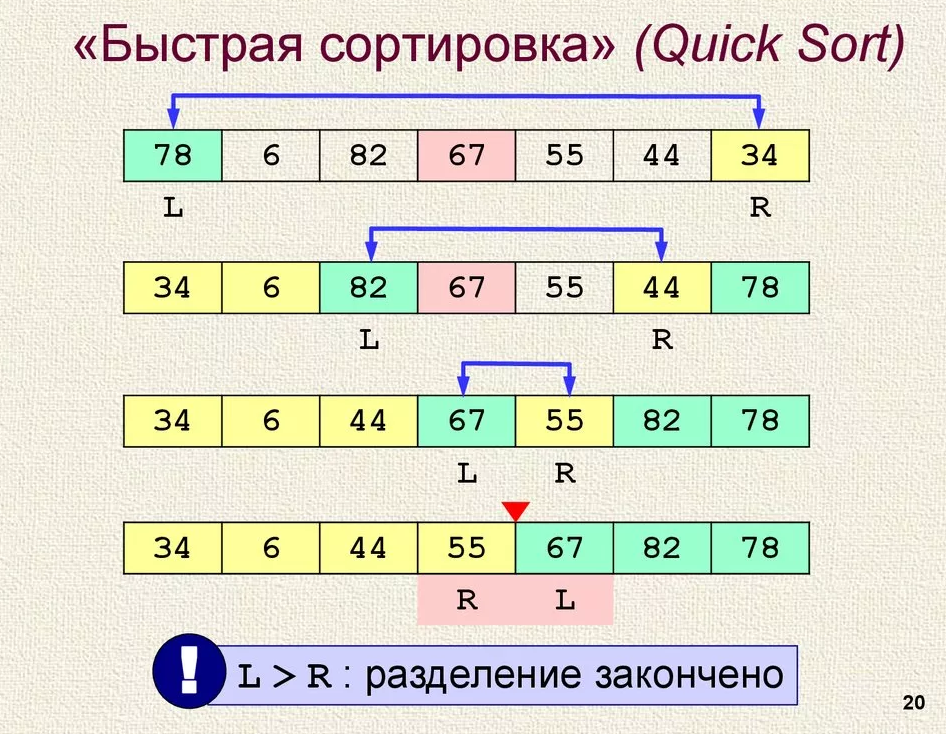 «Быстрая сортировка» (Quick Sort)
78 6 82 67 55 44 34
L R
34 6 82 67 55 44 78
L R
34 6 44 67 55 82 78
L R
34 6 44 55 67 82 78
R L
! L > R : разделение закончено
20